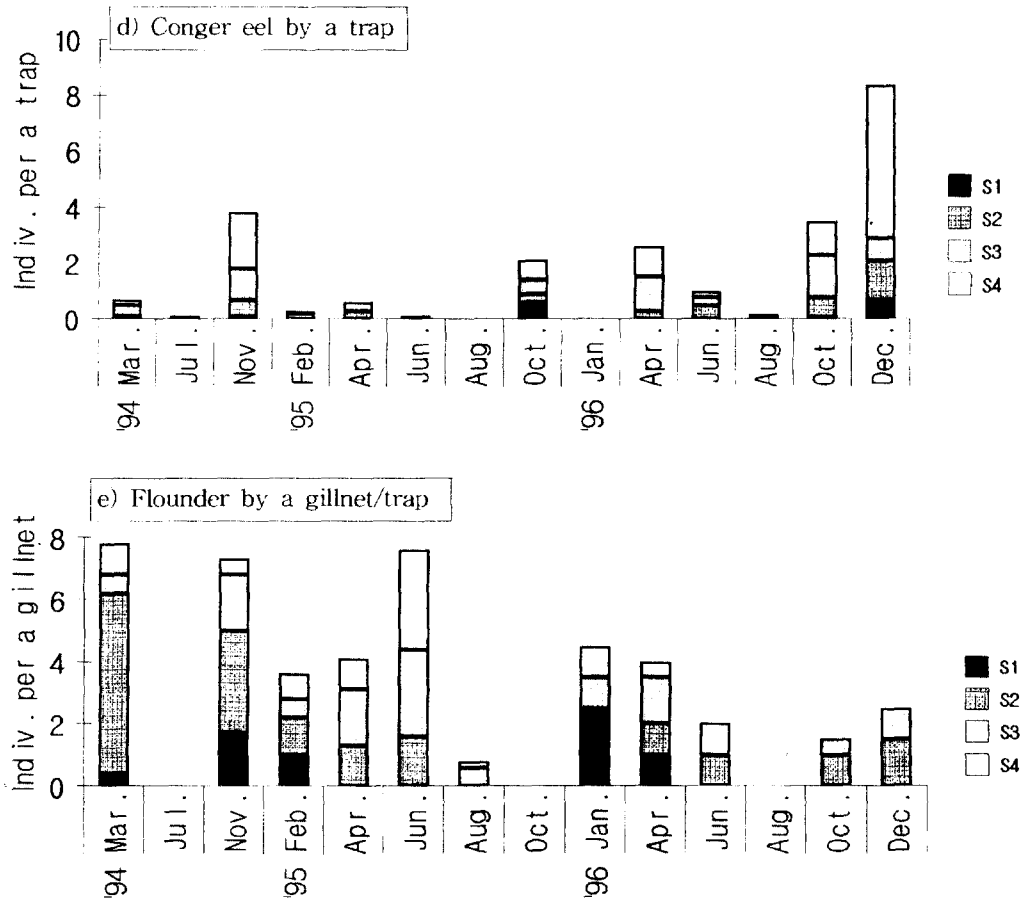 d) Conger eel by a trap
Indiv. per a trap
10
8
6
4
2
0
S1
S2
S3
S4
Mar. Jul. Nov. Feb. Apr. Jun. Aug. Oct. Jan. Apr. Jun. Aug. Oct. Dec.
'94 '95 '96
e) Flounder by a gillnet/trap
Indiv. per a gillnet
8
6
4
2
0
S1
S2
S3
S4
Mar. Jul. Nov. Feb. Apr. Jun. Aug. Oct. Jan. Apr. Jun. Aug. Oct. Dec.
'94 '95 '96